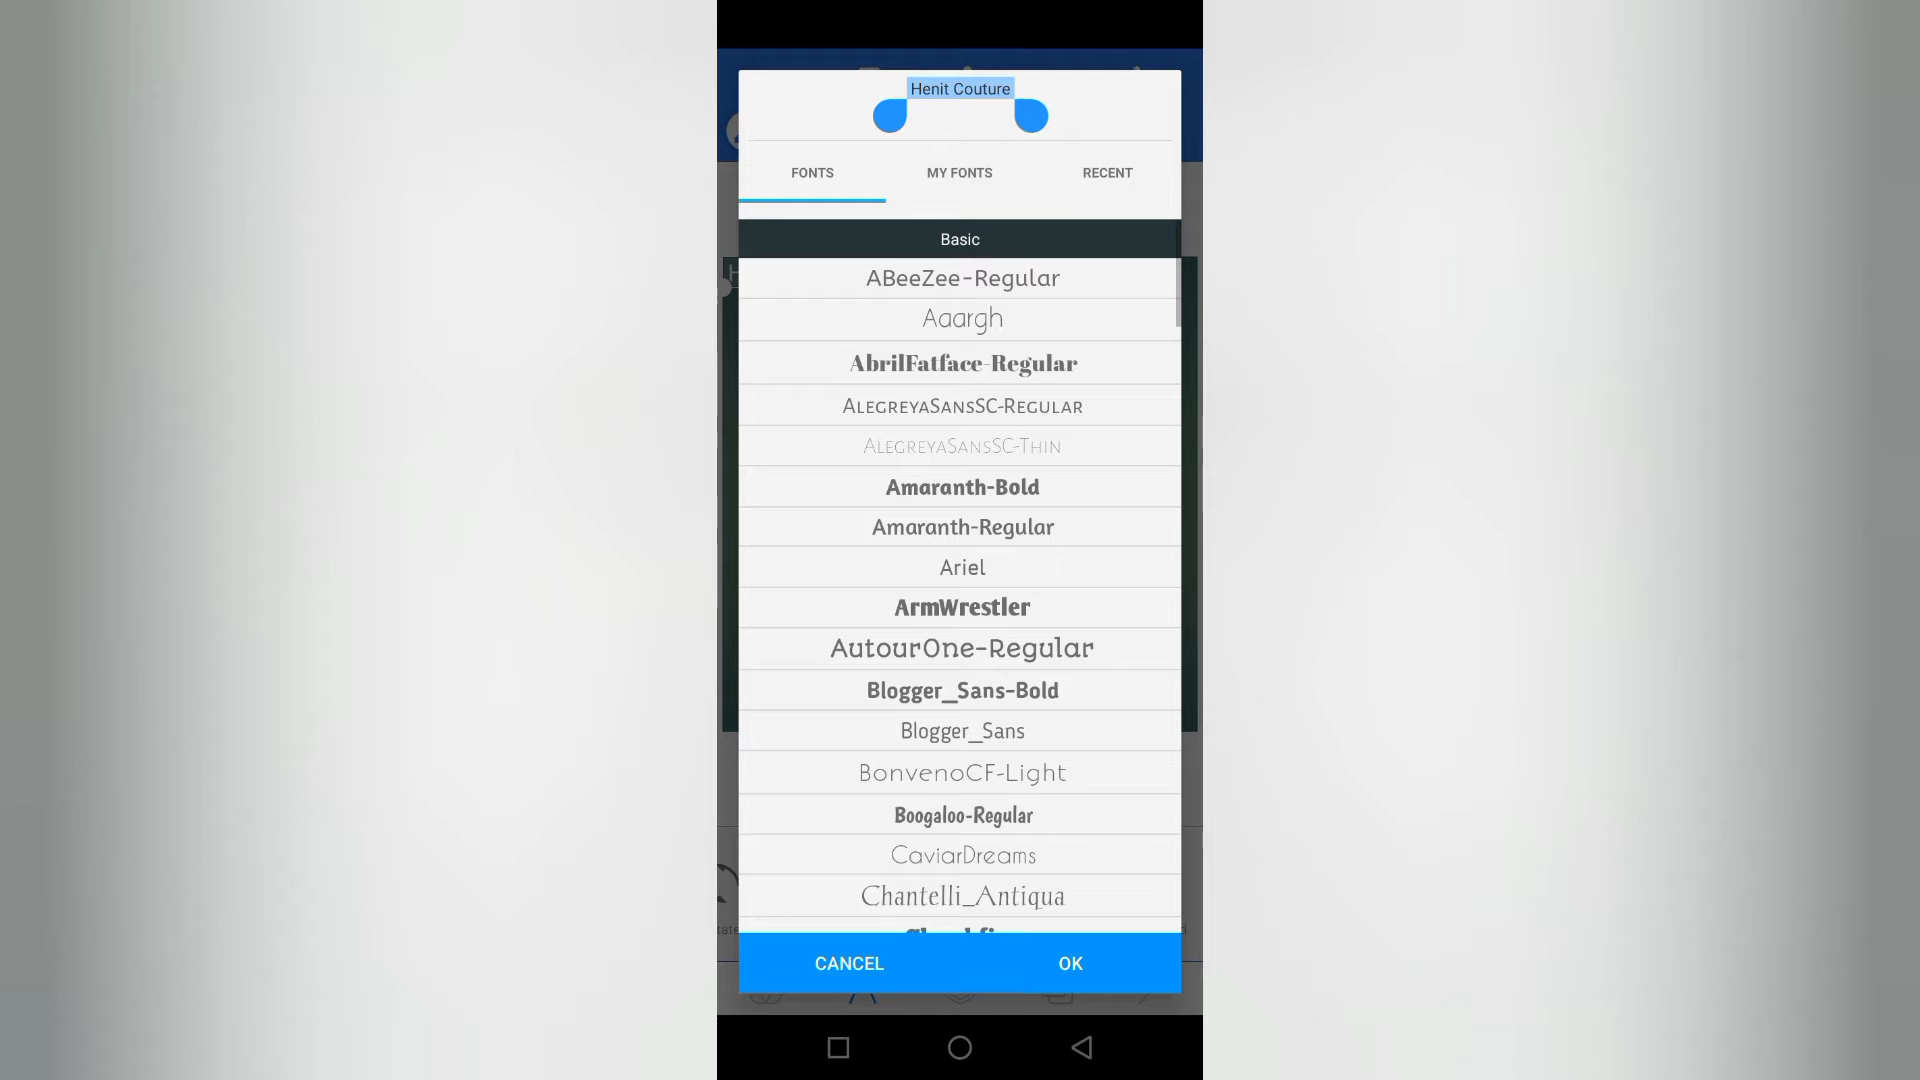 Henit Couture
FONTS MY FONTS RECENT
Basic
ABeeZee-Regular
Aaargh
AbrilFatface-Regular
AlegreyaSansSC-Regular
AlegreyaSansSC-Thin
Amaranth-Bold
Amaranth-Regular
Ariel
ArmWrestler
AutourOne-Regular
Blogger_Sans-Bold
Blogger_Sans
BonvenoCF-Light
Boogaloo-Regular
CaviarDreams
Chantelli_Antiqua
CANCEL OK